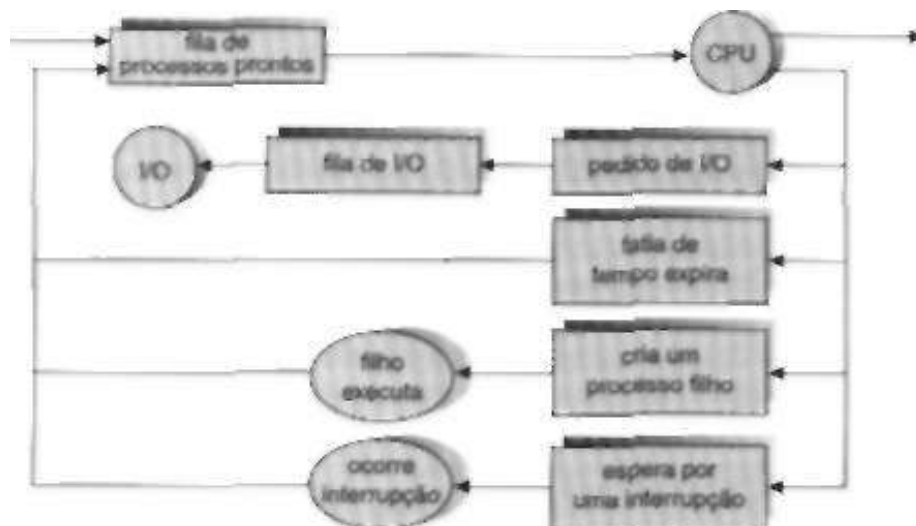 fila de
processos prontos
CPU
I/O
fila de I/O
pedido de I/O
fatia de
tempo expira
filho
executa
cria um
processo filho
ocorre
interrupção
espera por
uma interrupção